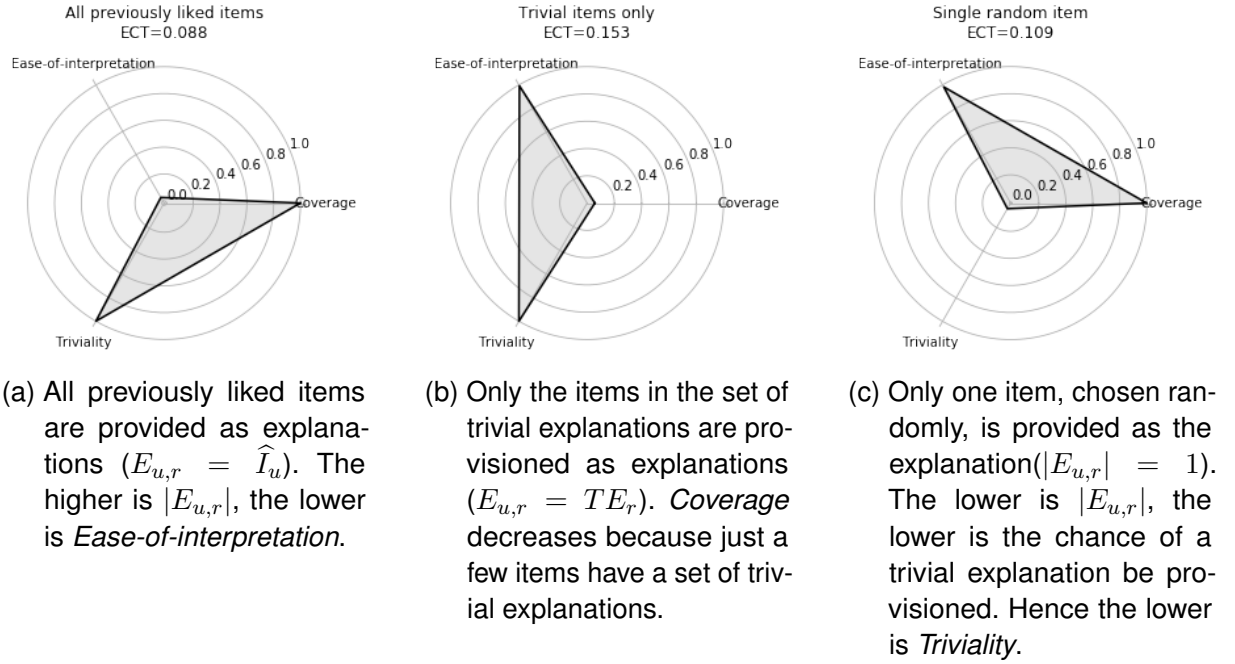 All previously liked items
ECT=0.088
Ease-of-interpretation
1.0
0.8
0.6
0.4
0.2
0.0
Coverage
Triviality
Trivial items only
ECT=0.153
Ease-of-interpretation
1.0
0.8
0.6
0.4
0.2
Coverage
Triviality
Single random item
ECT=0.109
Ease-of-interpretation
1.0
0.8
0.6
0.4
0.2
0.0
Coverage
Triviality
(a) All previously liked items
are provided as explana-
tions ($E_{u,r} = \widehat{I}_u$). The
higher is $|E_{u,r}|$, the lower
is Ease-of-interpretation.
(b) Only the items in the set of
trivial explanations are pro-
visioned as explanations
($E_{u,r} = TE_r$). Coverage
decreases because just a
few items have a set of triv-
ial explanations.
(c) Only one item, chosen ran-
domly, is provided as the
explanation($|E_{u,r}| = 1$).
The lower is $|E_{u,r}|$, the
lower is the chance of a
trivial explanation be pro-
visioned. Hence the lower
is Triviality.